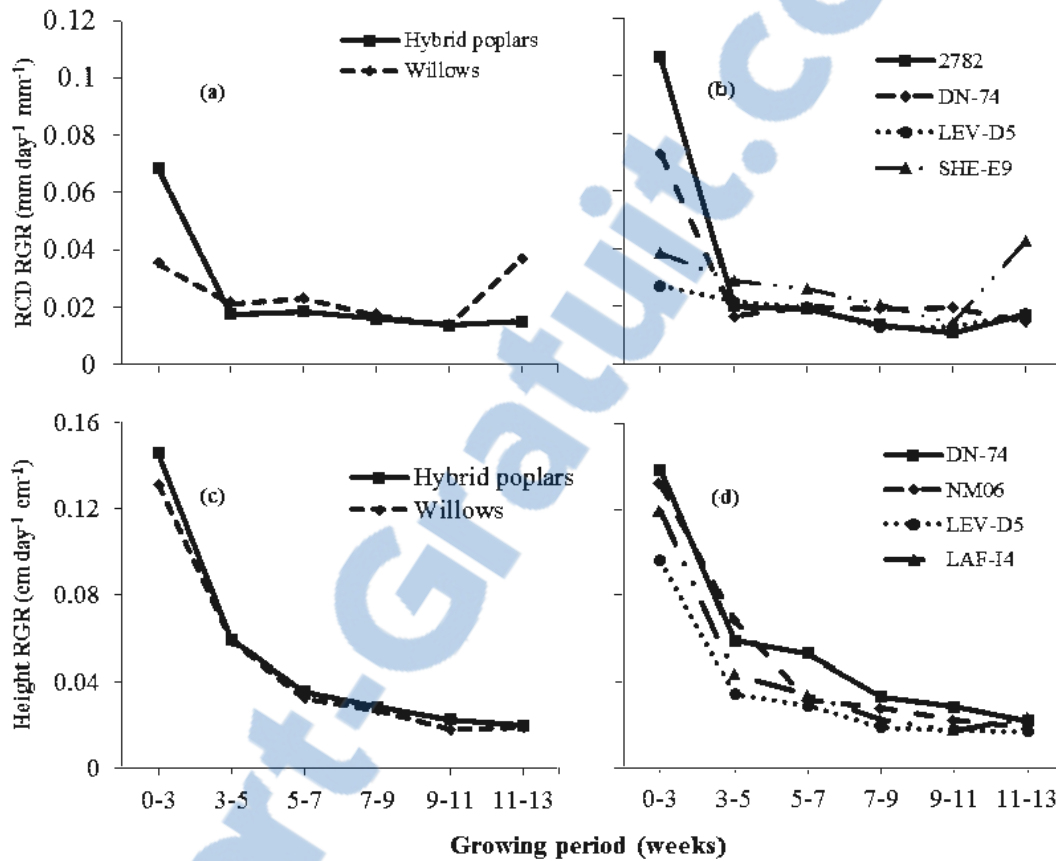 0.12
0.1
0.08
0.06
0.04
0.02
0
RCD RGR (mm day-1 mm-1)
(a)
Hybrid poplars
Willows
(b)
2782
DN-74
LEV-D5
SHE-E9
0.16
0.12
0.08
0.04
0
Height RGR (cm day-1 cm-1)
(c)
Hybrid poplars
Willows
(d)
DN-74
NM06
LEV-D5
LAF-I4
0-3 3-5 5-7 7-9 9-11 11-13
0-3 3-5 5-7 7-9 9-11 11-13
Growing period (weeks)
rt-Gratuit.co